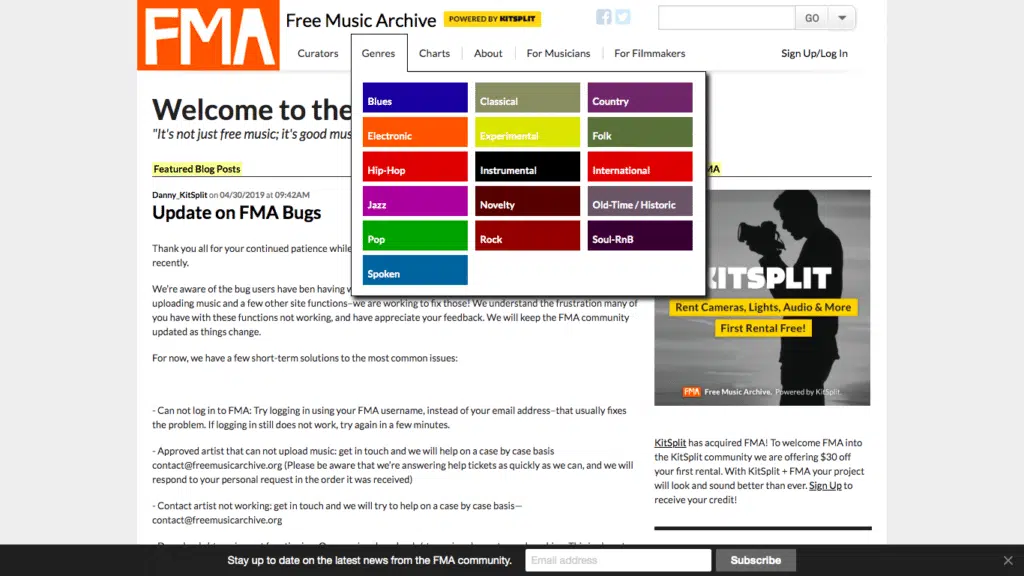 FMA
Free Music Archive
POWERED BY KITSPLIT
GO
Curators
Genres
Charts
About
For Musicians
For Filmmakers
Sign Up/Log In
Blues
Classical
Country
Electronic
Experimental
Folk
Hip-Hop
Instrumental
International
Jazz
Novelty
Old-Time / Historic
Pop
Rock
Soul-RnB
Spoken
Welcome to the
"It's not just free music; it's good
Featured Blog Posts
Danny_KitSplit on 04/30/2019 at 09:42AM
Update on FMA Bugs
Thank you all for your continued patience while
recently.
We're aware of the bug users have ben having
uploading music and a few other site functions–we are working to fix those! We understand the frustration many of
you have with these functions not working, and have appreciate your feedback. We will keep the FMA community
updated as things change.
For now, we have a few short-term solutions to the most common issues:
- Can not log in to FMA: Try logging in using your FMA username, instead of your email address–that usually fixes
the problem. If logging in still does not work, try again in a few minutes.
- Approved artist that can not upload music: get in touch and we will help on a case by case basis
contact@freemusicarchive.org (Please be aware that we're answering help tickets as quickly as we can, and we will
respond to your personal request in the order it was received)
- Contact artist not working: get in touch and we will try to help on a case by case basis—
contact@freemusicarchive.org
KITSPLIT
Rent Cameras, Lights, Audio & More
First Rental Free!
FMA Free Music Archive, Powered by KitSplit.
KitSplit has acquired FMA! To welcome FMA into
the KitSplit community we are offering $30 off
your first rental. With KitSplit + FMA your project
will look and sound better than ever. Sign Up to
receive your credit!
Stay up to date on the latest news from the FMA community.
Email address
Subscribe